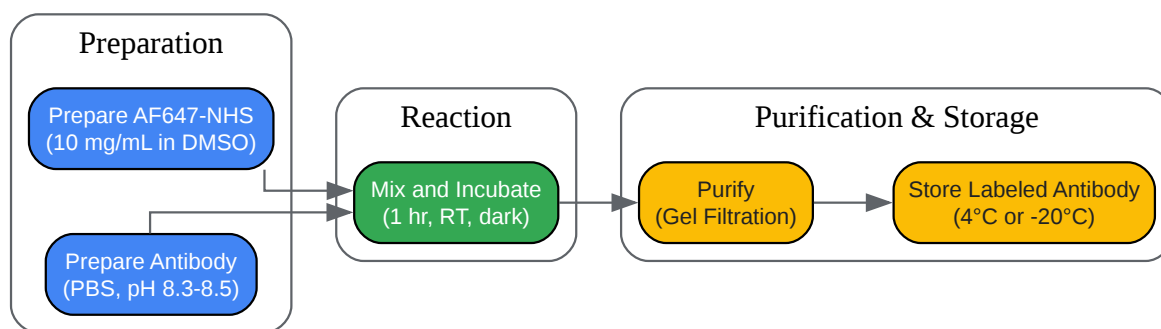 Preparation
Prepare AF647-NHS
(10 mg/mL in DMSO)
Prepare Antibody
(PBS, pH 8.3-8.5)
Reaction
Mix and Incubate
(1 hr, RT, dark)
Purification & Storage
Purify
(Gel Filtration)
Store Labeled Antibody
(4°C or -20°C)